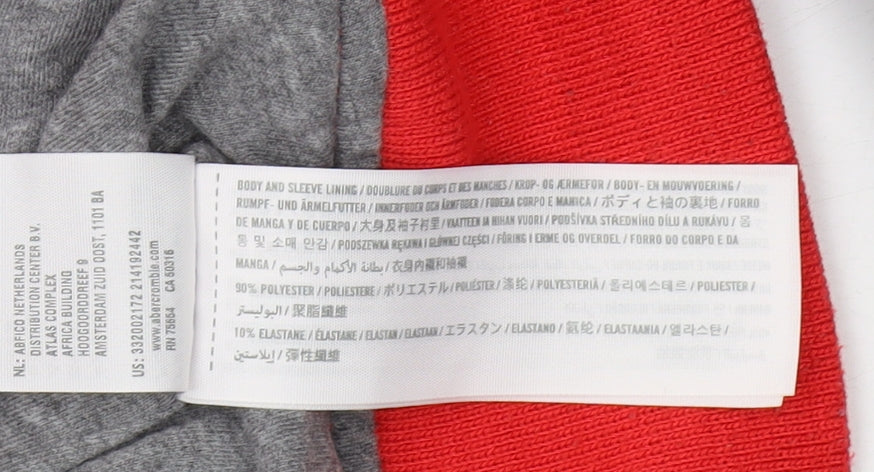 NL: ABFICO NETHERLANDS
DISTRIBUTION CENTER B.V.
ATLAS COMPLEX
AFRICA BUILDING
HOOGOORDDREEF 9
AMSTERDAM ZUID OOST, 1101 BA
US: 332002172 214192442
www.abercrombie.com
RN 75654 CA 50316
BODY AND SLEEVE LINING / DOUBLURE DU CORPS ET DES MANCHES / KROP- OG ÆRMEFOR / BODY- EN MOUWVOERING /
RUMPF- UND ÄRMELFUTTER / INNERFODER OCH ÄRMFODER / FODERA CORPO E MANICA / ボディと袖の裏地 / FORRO
DE MANGA Y DE CUERPO / 大身及袖子衬里 / VAATTEEN JA HIHAN VUORI / PODŠÍVKA STŘEDNÍHO DÍLU A RUKÁVU / 몸
통 및 소매 안감 / PODSZEWKA RĘKAWA I GŁÓWNEJ CZĘŚCI / FÔRING I ERME OG OVERDEL / FORRO DO CORPO E DA
MANGA / بطانة الأكمام والجسم / 衣身內襯和袖襯
90% POLYESTER / POLIESTERE / ポリエステル / POLIÉSTER / 涤纶 / POLYESTERIÄ / 폴리에스테르 / POLJESTER /
البوليستر / 聚脂纖維
10% ELASTANE / ÉLASTANE / ELASTAN / ELASTAAN / エラスタン / ELASTANO / 氨纶 / ELASTAANIA / 엘라스탄 /
إيلاستين / 彈性纖維